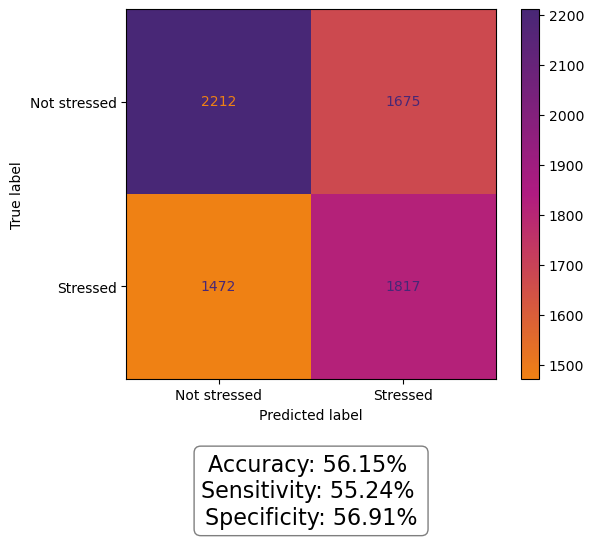 2200
2212
1675
Not stressed
2100
2000
1900
True label
1800
1700
Stressed
1472
1817
1600
1500
Not stressed
Stressed
Predicted label
Accuracy: 56.15%
Sensitivity: 55.24%
Specificity: 56.91%